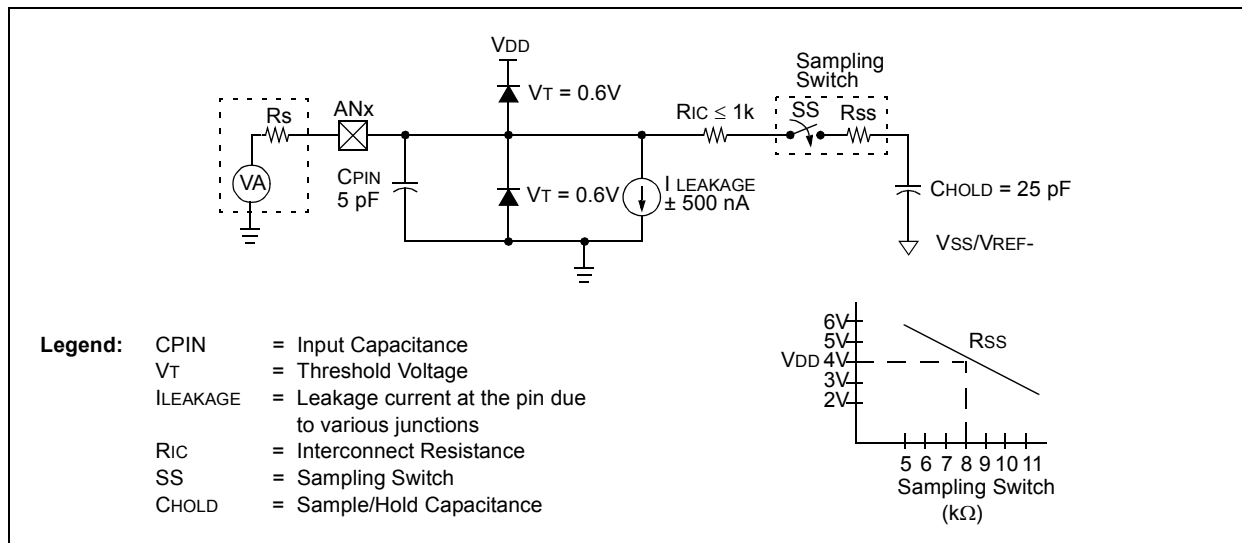 VDD
Sampling
Switch
VT = 0.6V
Rs
ANx
RIC ≤ 1k
SS
RSS
VA
CPIN
5 pF
VT = 0.6V
I LEAKAGE
± 500 nA
CHOLD = 25 pF
VSS/VREF-
Legend: CPIN = Input Capacitance
VT = Threshold Voltage
ILEAKAGE = Leakage current at the pin due
to various junctions
RIC = Interconnect Resistance
SS = Sampling Switch
CHOLD = Sample/Hold Capacitance
6V
5V
VDD 4V
3V
2V
RSS
5 6 7 8 9 10 11
Sampling Switch
(kΩ)